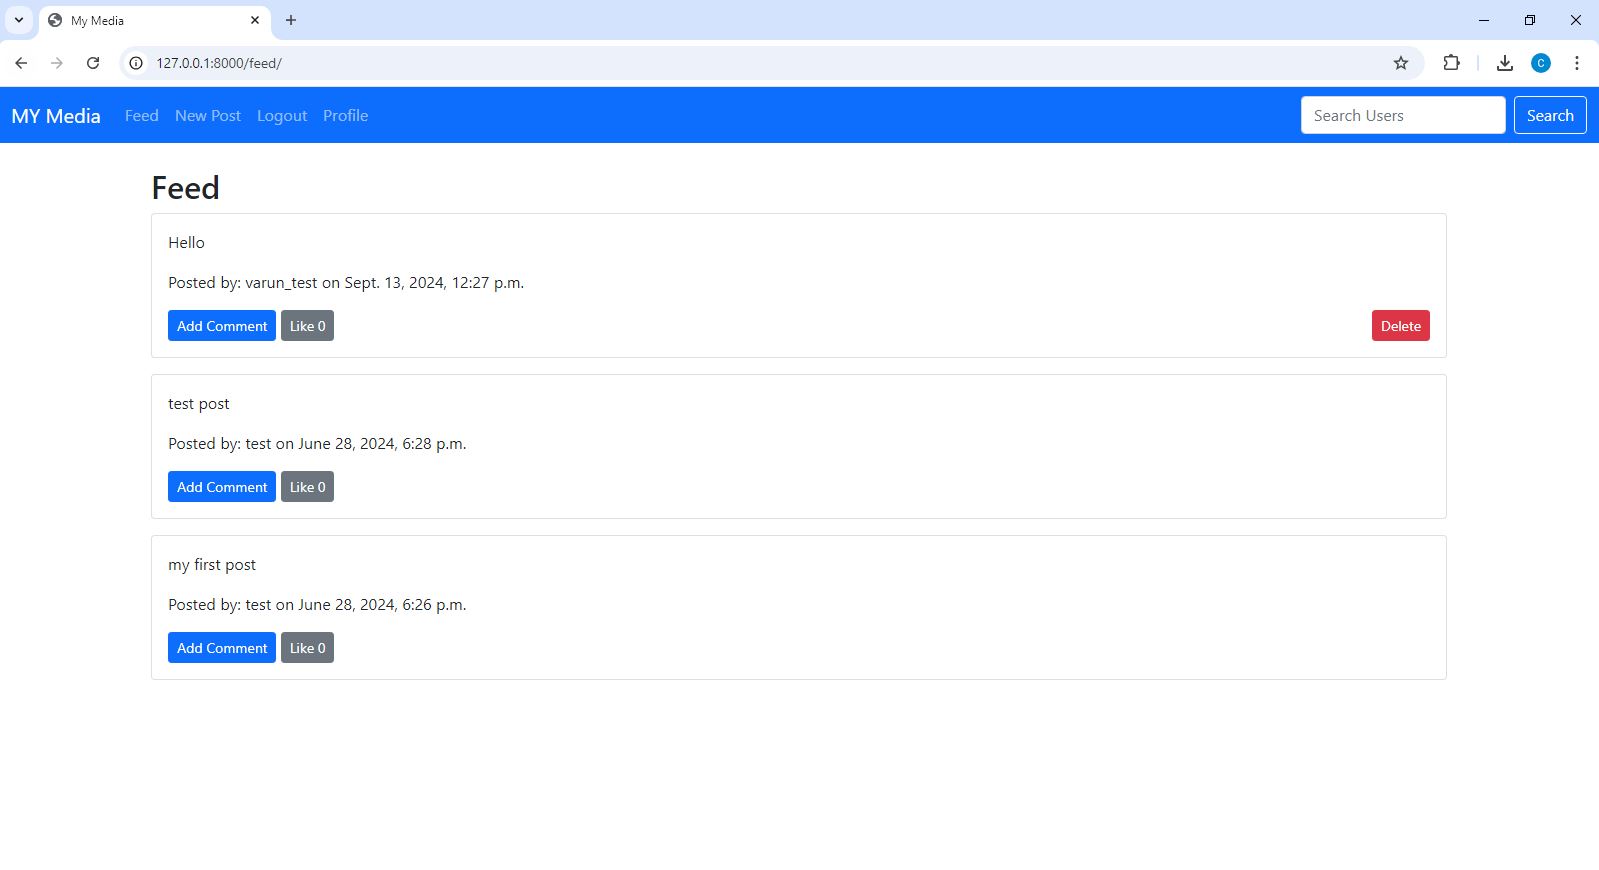 My Media
127.0.0.1:8000/feed/
C
MY Media Feed New Post Logout Profile Search Users Search
Feed
Hello
Posted by: varun_test on Sept. 13, 2024, 12:27 p.m.
Add Comment Like 0 Delete
test post
Posted by: test on June 28, 2024, 6:28 p.m.
Add Comment Like 0
my first post
Posted by: test on June 28, 2024, 6:26 p.m.
Add Comment Like 0